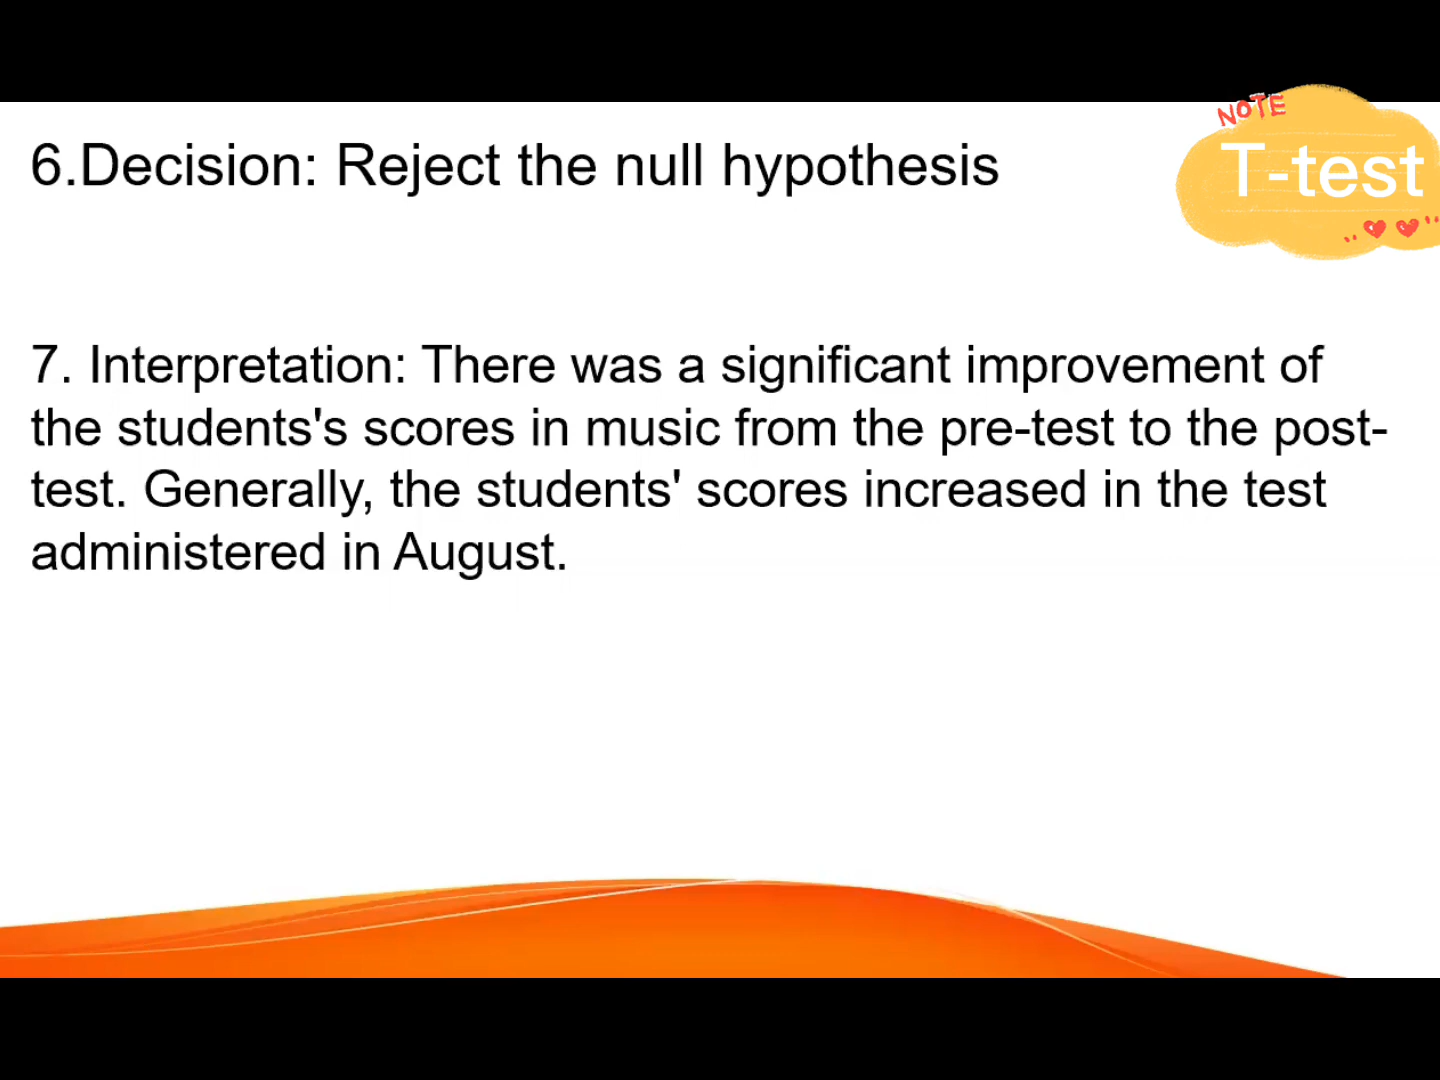 NOTE
T-test
6.Decision: Reject the null hypothesis
7. Interpretation: There was a significant improvement of
the students's scores in music from the pre-test to the post-
test. Generally, the students' scores increased in the test
administered in August.